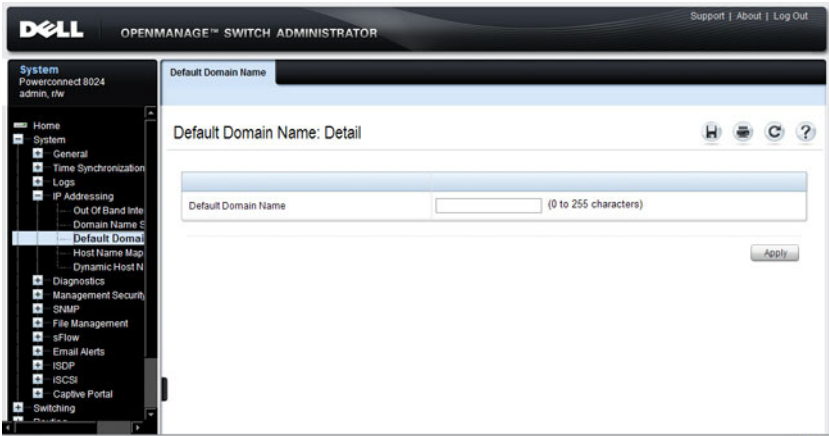 Support | About | Log Out
DELL
OPENMANAGE™ SWITCH ADMINISTRATOR
System
Powerconnect 8024
admin, r/w
Default Domain Name
Home
System
General
Time Synchronization
Logs
IP Addressing
Out Of Band Inte
Domain Name S
Default Domai
Host Name Map
Dynamic Host N
Diagnostics
Management Security
SNMP
File Management
sFlow
Email Alerts
ISDP
iSCSI
Captive Portal
Switching
Default Domain Name: Detail
Default Domain Name (0 to 255 characters)
Apply